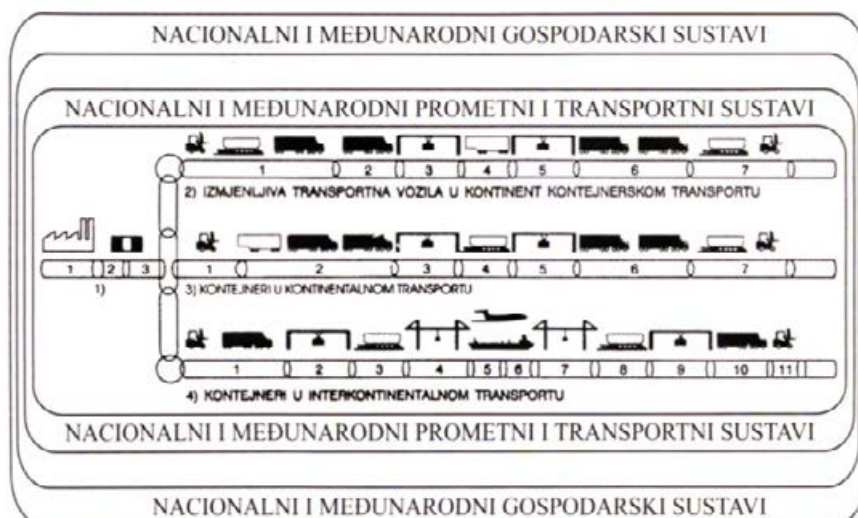 NACIONALNI I MEĐUNARODNI GOSPODARSKI SUSTAVI
NACIONALNI I MEĐUNARODNI PROMETNI I TRANSPORTNI SUSTAVI
1 2 3 4 5 6 7
2) IZMJENLJIVA TRANSPORTNA VOZILA U KONTINENT KONTEJNERSKOM TRANSPORTU
1 2 3 1 2 3 4 5 6 7
1) 3) KONTEJNERI U KONTINENTALNOM TRANSPORTU
1 2 3 4 5 6 7 8 9 10 11
4) KONTEJNERI U INTERKONTINENTALNOM TRANSPORTU
NACIONALNI I MEĐUNARODNI PROMETNI I TRANSPORTNI SUSTAVI
NACIONALNI I MEĐUNARODNI GOSPODARSKI SUSTAVI